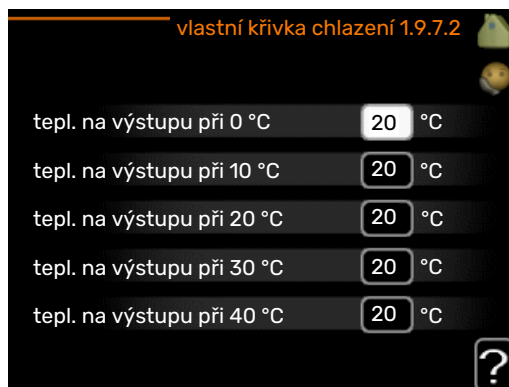 vlastní křivka chlazení 1.9.7.2
tepl. na výstupu při 0 °C 20 °C
tepl. na výstupu při 10 °C 20 °C
tepl. na výstupu při 20 °C 20 °C
tepl. na výstupu při 30 °C 20 °C
tepl. na výstupu při 40 °C 20 °C
?